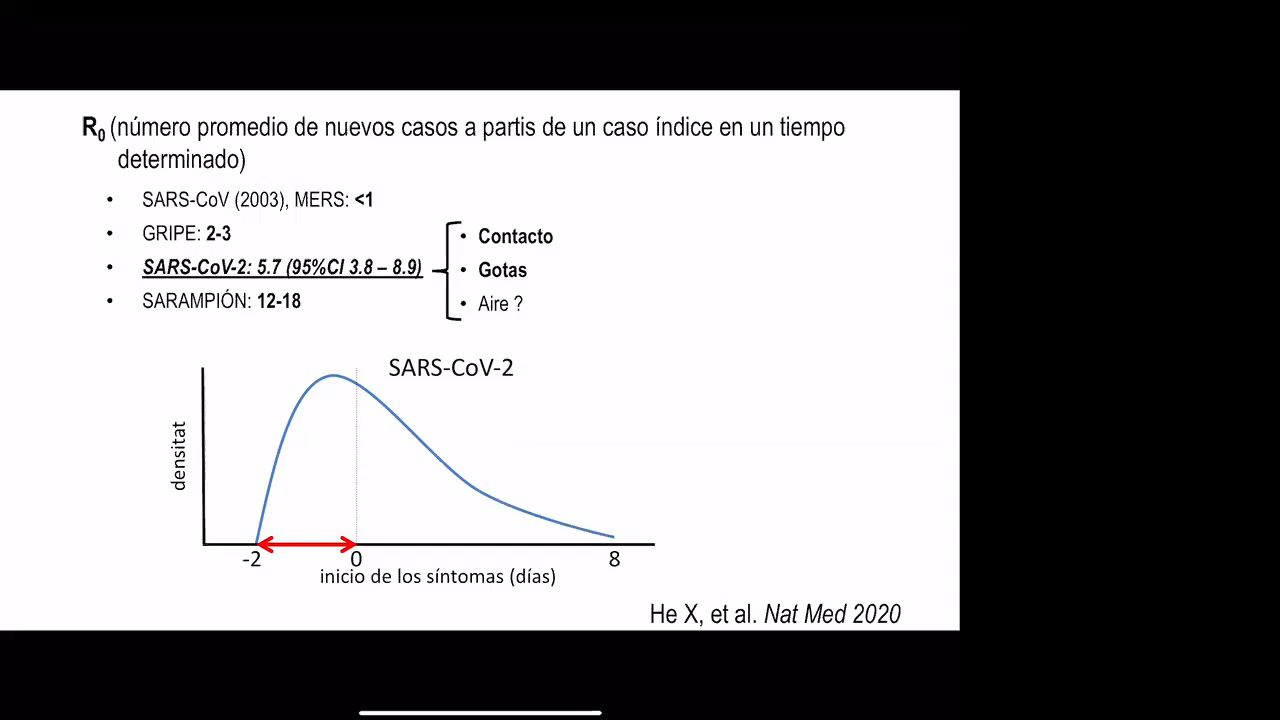 R0 (número promedio de nuevos casos a partis de un caso índice en un tiempo
determinado)
• SARS-CoV (2003), MERS: <1
• GRIPE: 2-3
• SARS-CoV-2: 5.7 (95%CI 3.8 – 8.9)
• SARAMPIÓN: 12-18
• Contacto
• Gotas
• Aire ?
SARS-CoV-2
densitat
-2 0 8
inicio de los síntomas (días)
He X, et al. Nat Med 2020